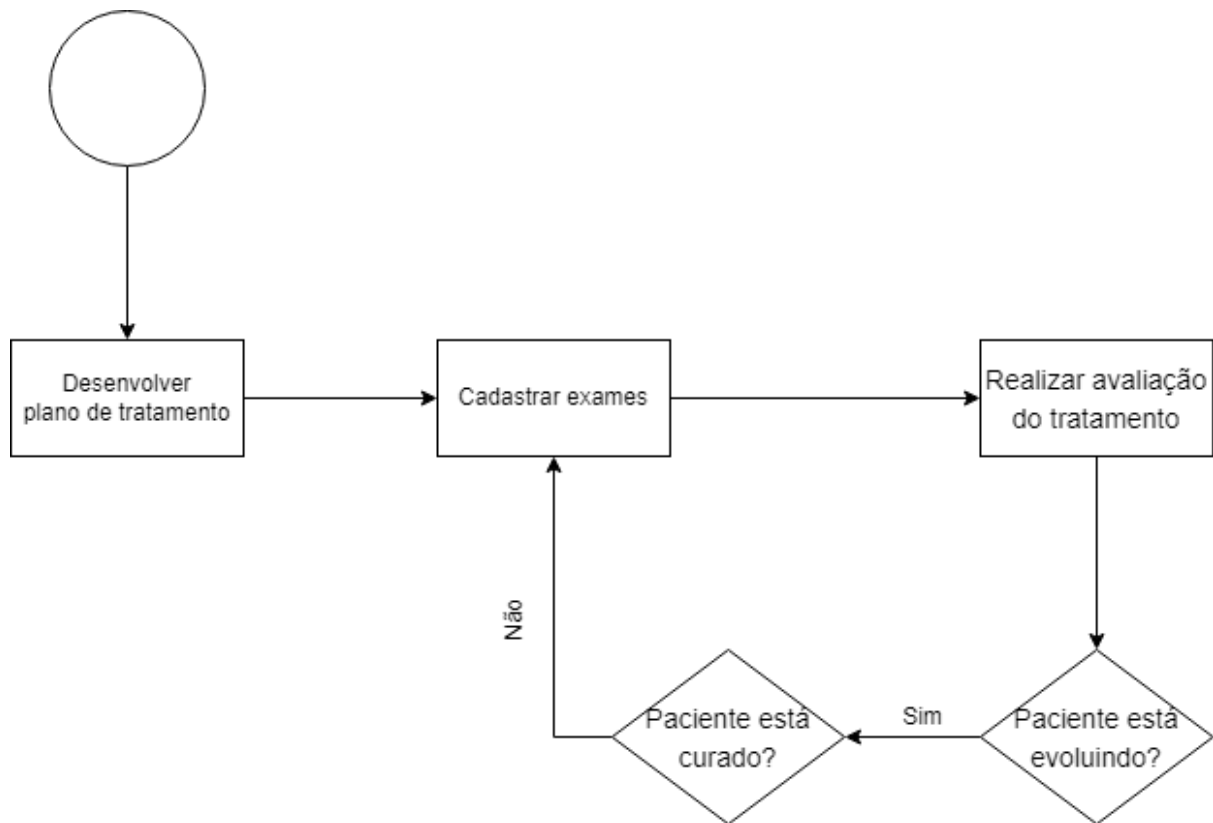 Desenvolver
plano de tratamento
Cadastrar exames
Realizar avaliação
do tratamento
Não
Paciente está
curado?
Sim
Paciente está
evoluindo?